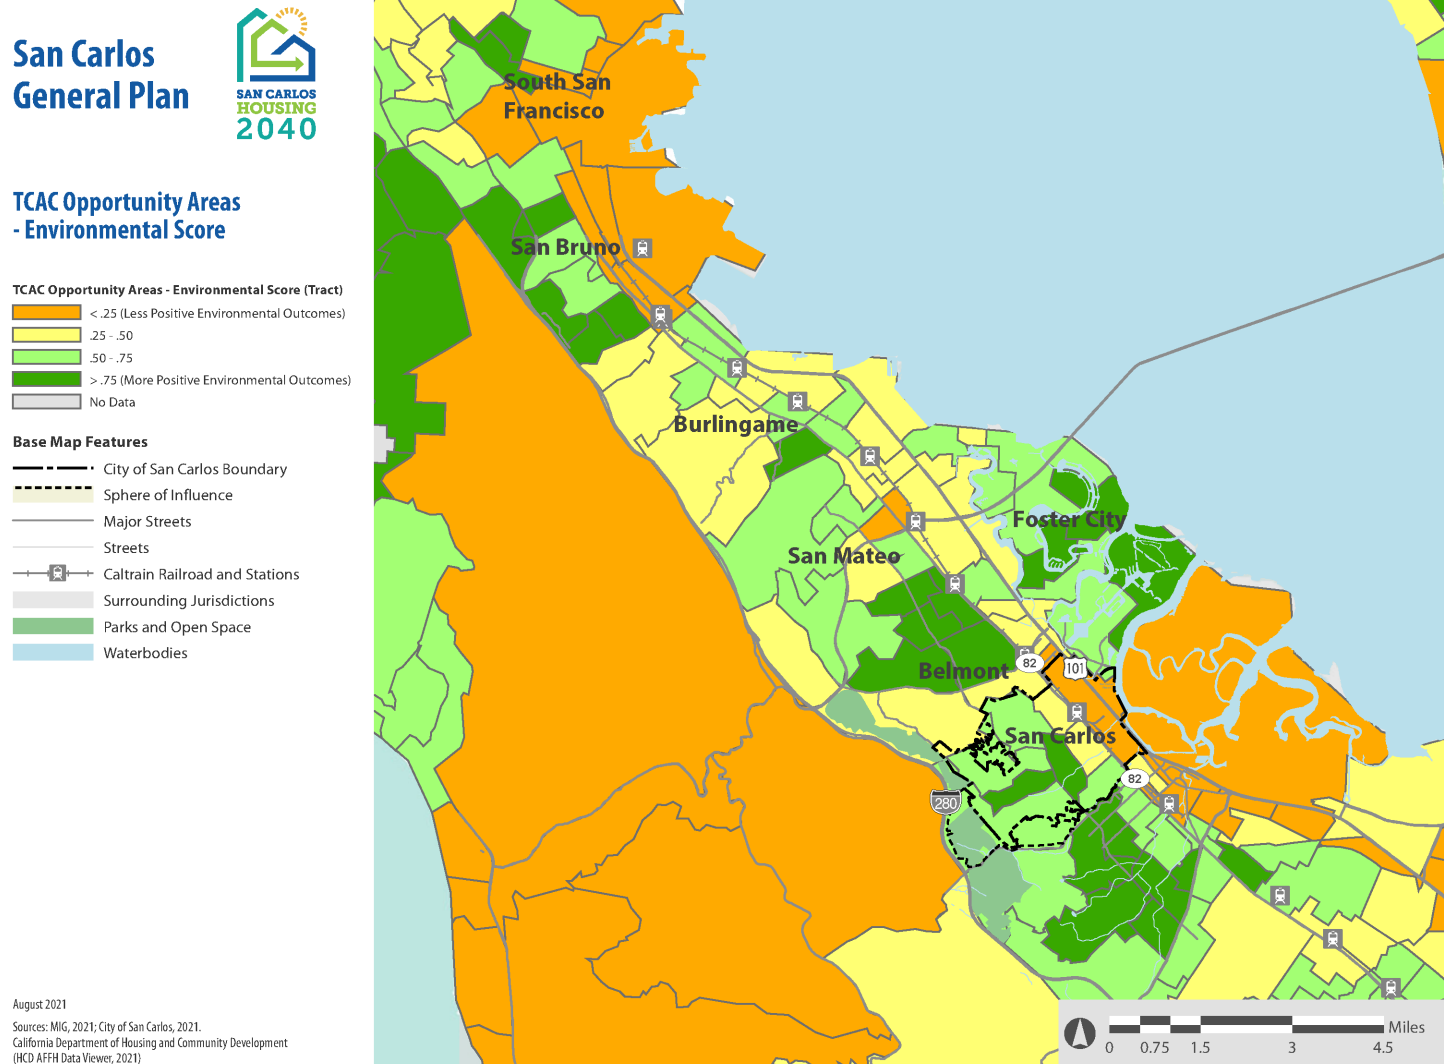 San Carlos
General Plan
SAN CARLOS
HOUSING
2040
TCAC Opportunity Areas
- Environmental Score
TCAC Opportunity Areas - Environmental Score (Tract)
< .25 (Less Positive Environmental Outcomes)
.25 - .50
.50 - .75
> .75 (More Positive Environmental Outcomes)
No Data
Base Map Features
City of San Carlos Boundary
Sphere of Influence
Major Streets
Streets
Caltrain Railroad and Stations
Surrounding Jurisdictions
Parks and Open Space
Waterbodies
August 2021
Sources: MIG, 2021; City of San Carlos, 2021.
California Department of Housing and Community Development
(HCD AFFH Data Viewer, 2021)
South San
Francisco
San Bruno
Burlingame
Foster City
San Mateo
Belmont
82
101
San Carlos
82
280
Miles
0 0.75 1.5 3 4.5